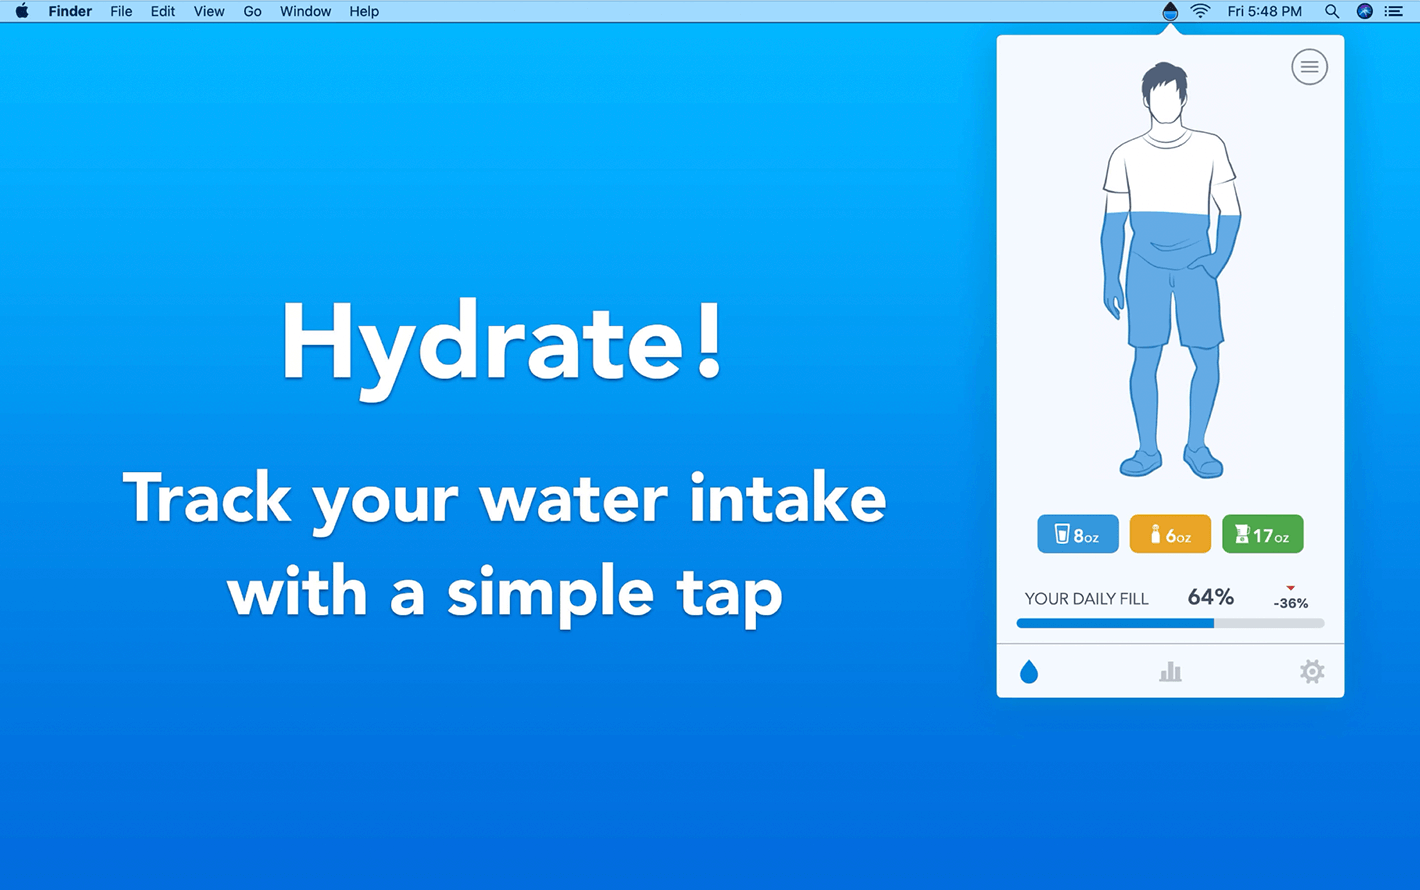 Finder File Edit View Go Window Help Fri 5:48 PM
Hydrate!
Track your water intake
with a simple tap
8oz 6oz 17oz
YOUR DAILY FILL 64% -36%